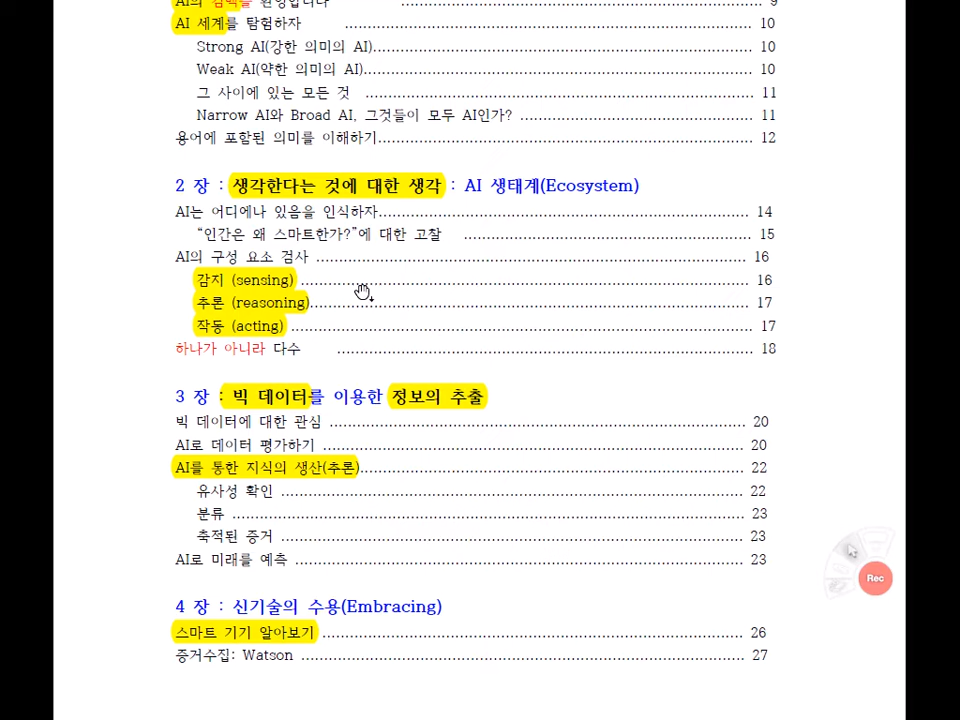 AI의 검색을 환영합니다 ........................................ 9
AI 세계를 탐험하자 ........................................ 10
Strong AI(강한 의미의 AI)........................................ 10
Weak AI(약한 의미의 AI)........................................ 10
그 사이에 있는 모든 것 ........................................ 11
Narrow AI와 Broad AI, 그것들이 모두 AI인가? ........................................ 11
용어에 포함된 의미를 이해하기........................................ 12
2 장 : 생각한다는 것에 대한 생각 : AI 생태계(Ecosystem)
AI는 어디에나 있음을 인식하자........................................ 14
“인간은 왜 스마트한가?”에 대한 고찰 ........................................ 15
AI의 구성 요소 검사 ........................................ 16
감지 (sensing) ........................................ 16
추론 (reasoning)........................................ 17
작동 (acting) ........................................ 17
하나가 아니라 다수 ........................................ 18
3 장 : 빅 데이터를 이용한 정보의 추출
빅 데이터에 대한 관심 ........................................ 20
AI로 데이터 평가하기 ........................................ 20
AI를 통한 지식의 생산(추론)........................................ 22
유사성 확인 ........................................ 22
분류 ........................................ 23
축적된 증거 ........................................ 23
AI로 미래를 예측 ........................................ 23
Rec
4 장 : 신기술의 수용(Embracing)
스마트 기기 알아보기 ........................................ 26
증거수집: Watson ........................................ 27